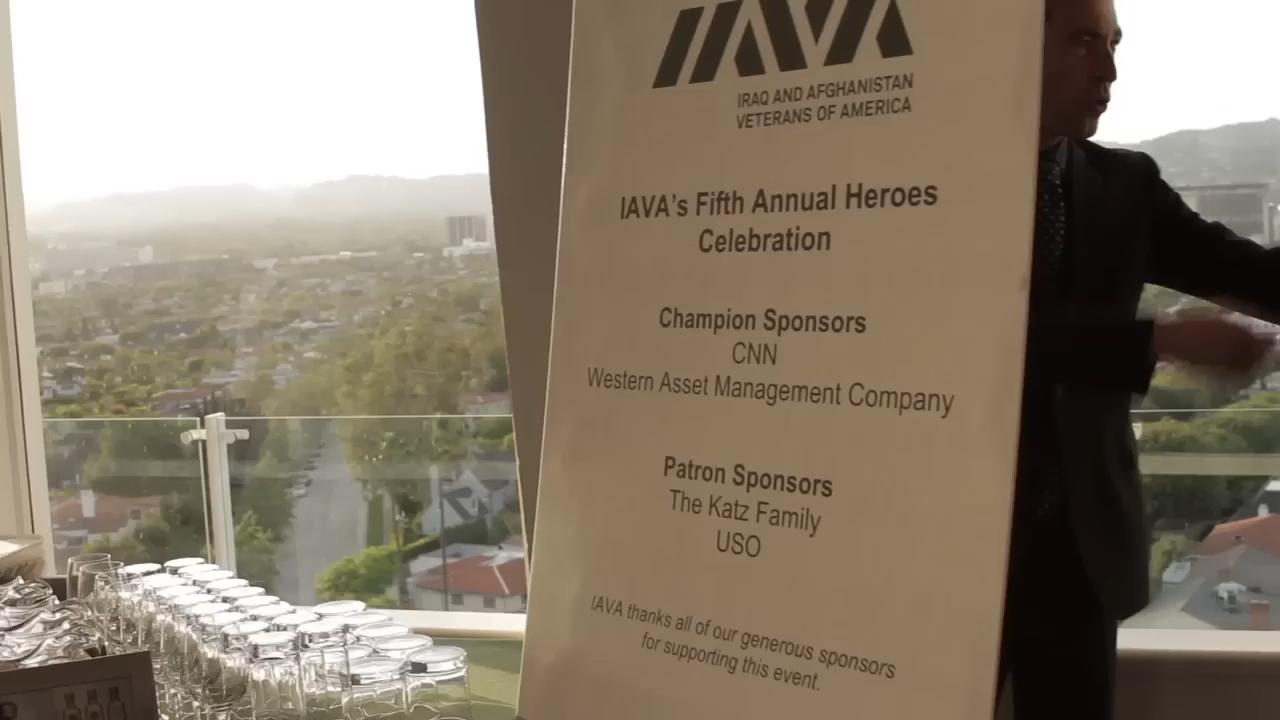 IAVA
IRAQ AND AFGHANISTAN
VETERANS OF AMERICA
IAVA's Fifth Annual Heroes
Celebration
Champion Sponsors
CNN
Western Asset Management Company
Patron Sponsors
The Katz Family
USO
IAVA thanks all of our generous sponsors
for supporting this event.